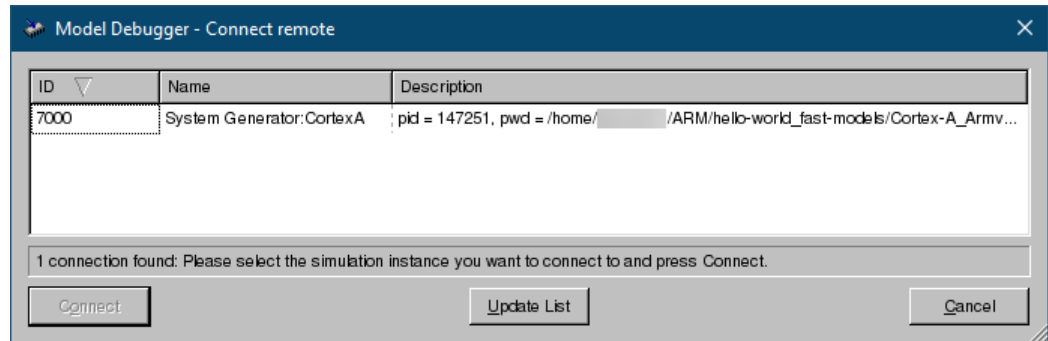 Model Debugger - Connect remote
ID Name Description
7000 System Generator:CortexA pid = 147251, pwd = /home/ /ARM/hello-world_fast-models/Cortex-A_Armv...
1 connection found: Please select the simulation instance you want to connect to and press Connect.
Connect Update List Cancel